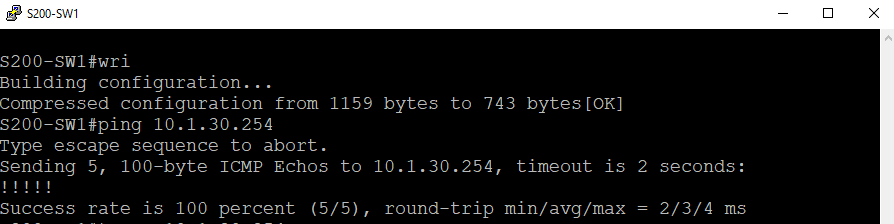 S200-SW1
S200-SW1#wri
Building configuration...
Compressed configuration from 1159 bytes to 743 bytes[OK]
S200-SW1#ping 10.1.30.254
Type escape sequence to abort.
Sending 5, 100-byte ICMP Echos to 10.1.30.254, timeout is 2 seconds:
!!!!!
Success rate is 100 percent (5/5), round-trip min/avg/max = 2/3/4 ms